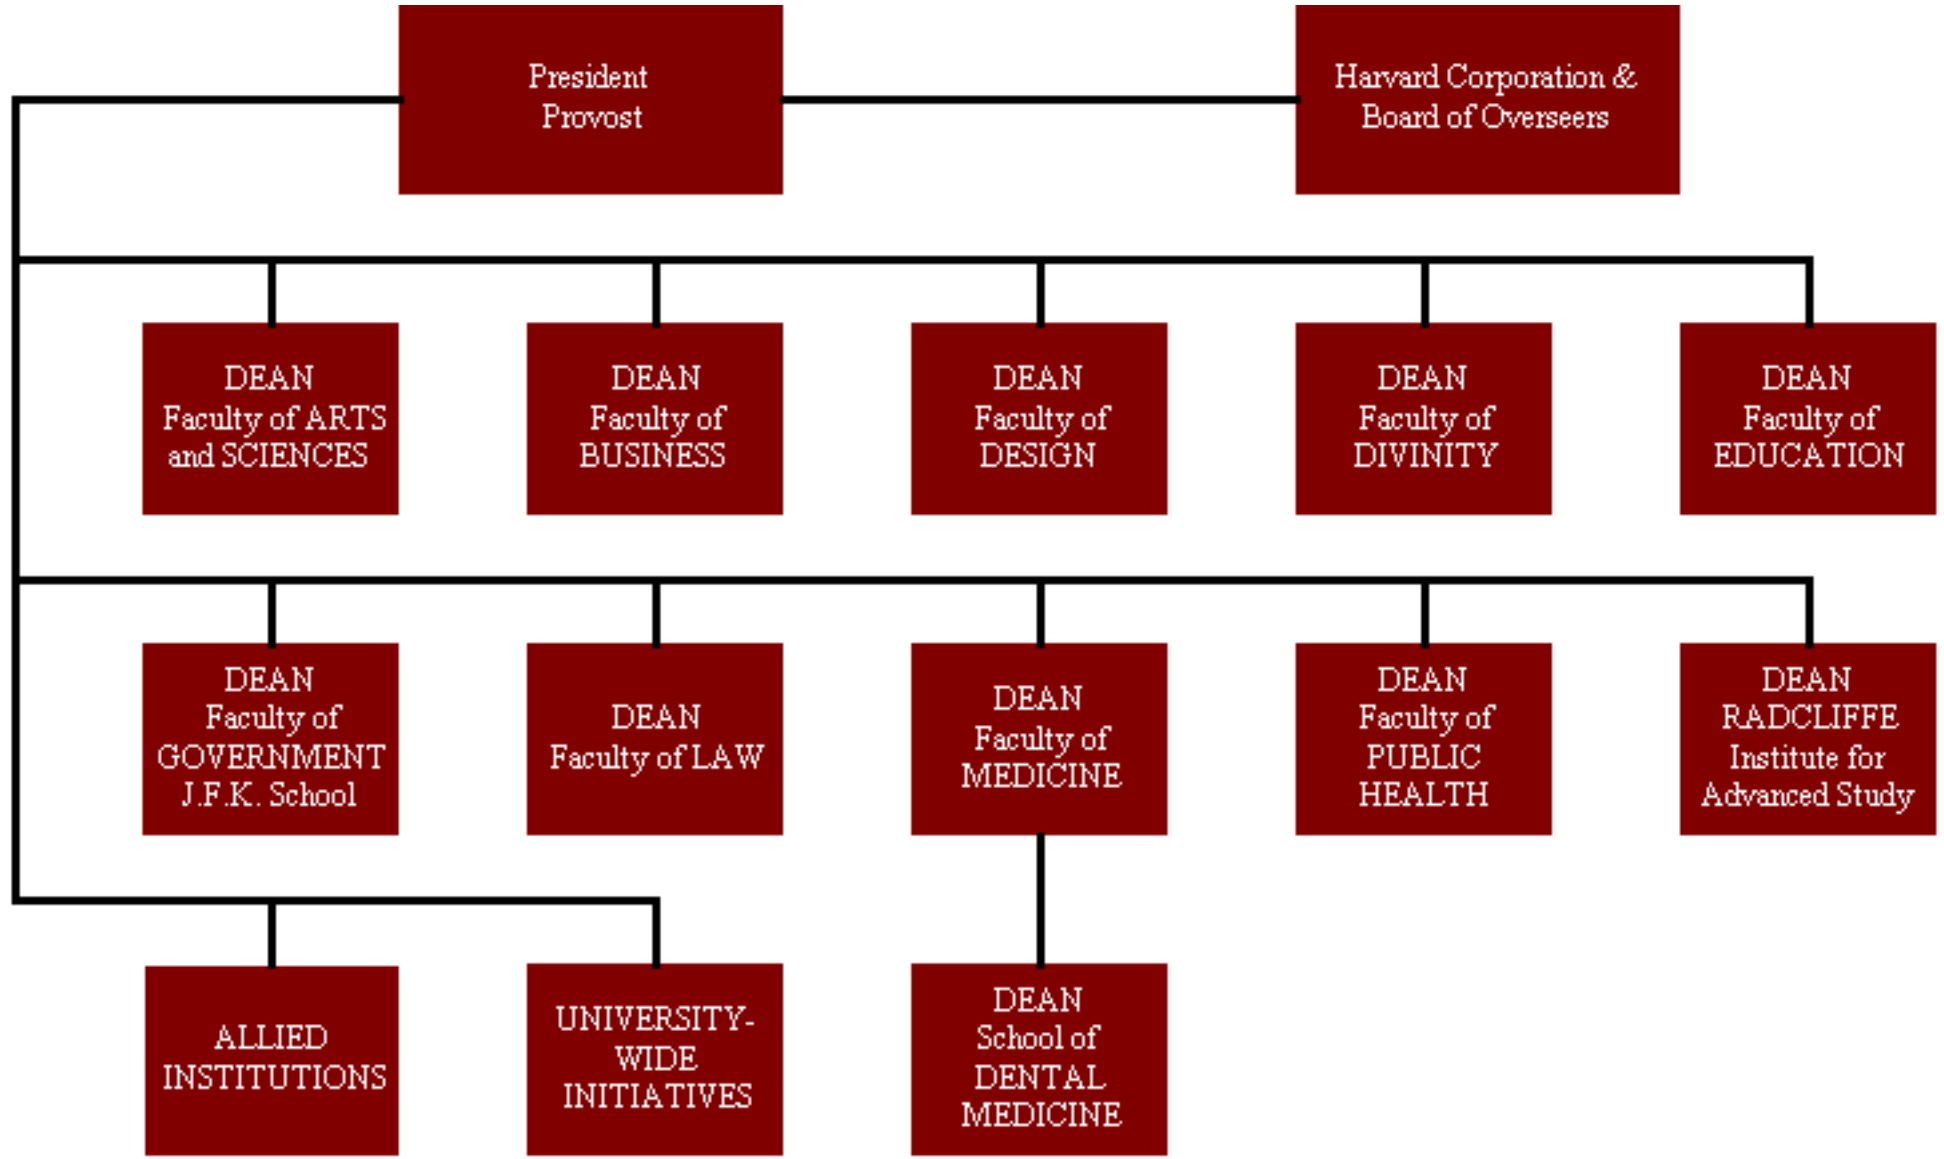 President
Provost
Harvard Corporation &
Board of Overseers
DEAN
Faculty of ARTS
and SCIENCES
DEAN
Faculty of
BUSINESS
DEAN
Faculty of
DESIGN
DEAN
Faculty of
DIVINITY
DEAN
Faculty of
EDUCATION
DEAN
Faculty of
GOVERNMENT
J.F.K. School
DEAN
Faculty of LAW
DEAN
Faculty of
MEDICINE
DEAN
Faculty of
PUBLIC
HEALTH
DEAN
RADCLIFFE
Institute for
Advanced Study
ALLIED
INSTITUTIONS
UNIVERSITY-
WIDE
INITIATIVES
DEAN
School of
DENTAL
MEDICINE